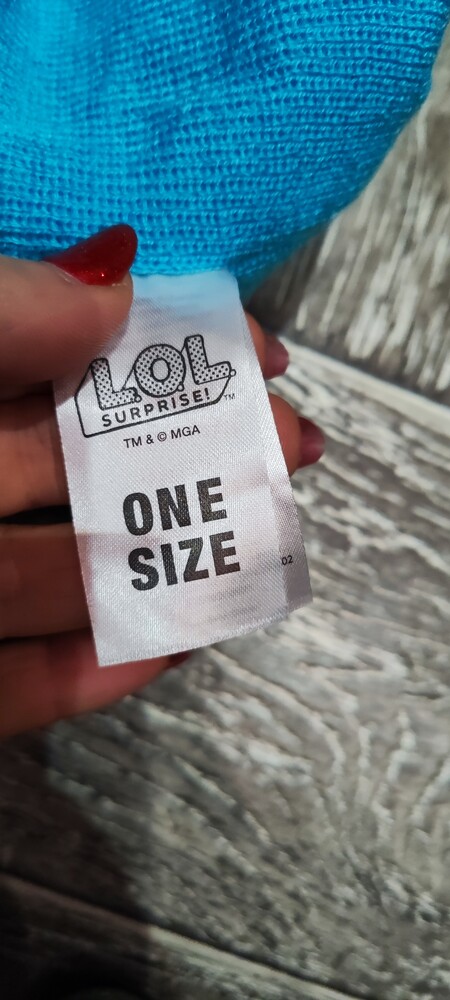 L.O.L.
SURPRISE!™
TM & © MGA
ONE
SIZE
02